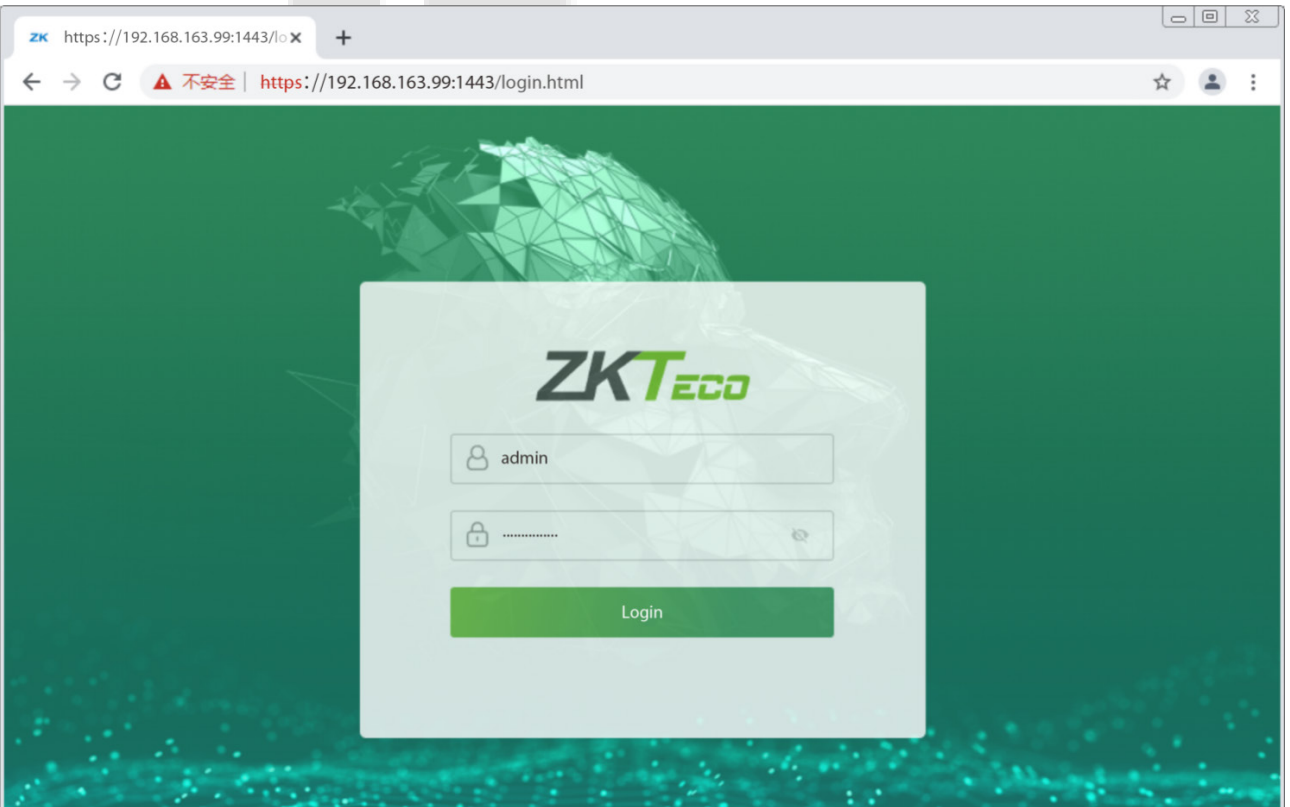 ZK https://192.168.163.99:1443/lo
不安全 https://192.168.163.99:1443/login.html
ZKTECO
admin
Login